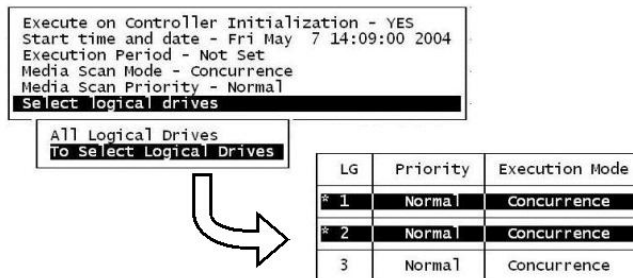 Execute on Controller Initialization - YES
Start time and date - Fri May  7 14:09:00 2004
Execution Period - Not Set
Media Scan Mode - Concurrence
Media Scan Priority - Normal
Select logical drives
All Logical Drives
To Select Logical Drives
LG Priority Execution Mode
* 1 Normal Concurrence
* 2 Normal Concurrence
3 Normal Concurrence